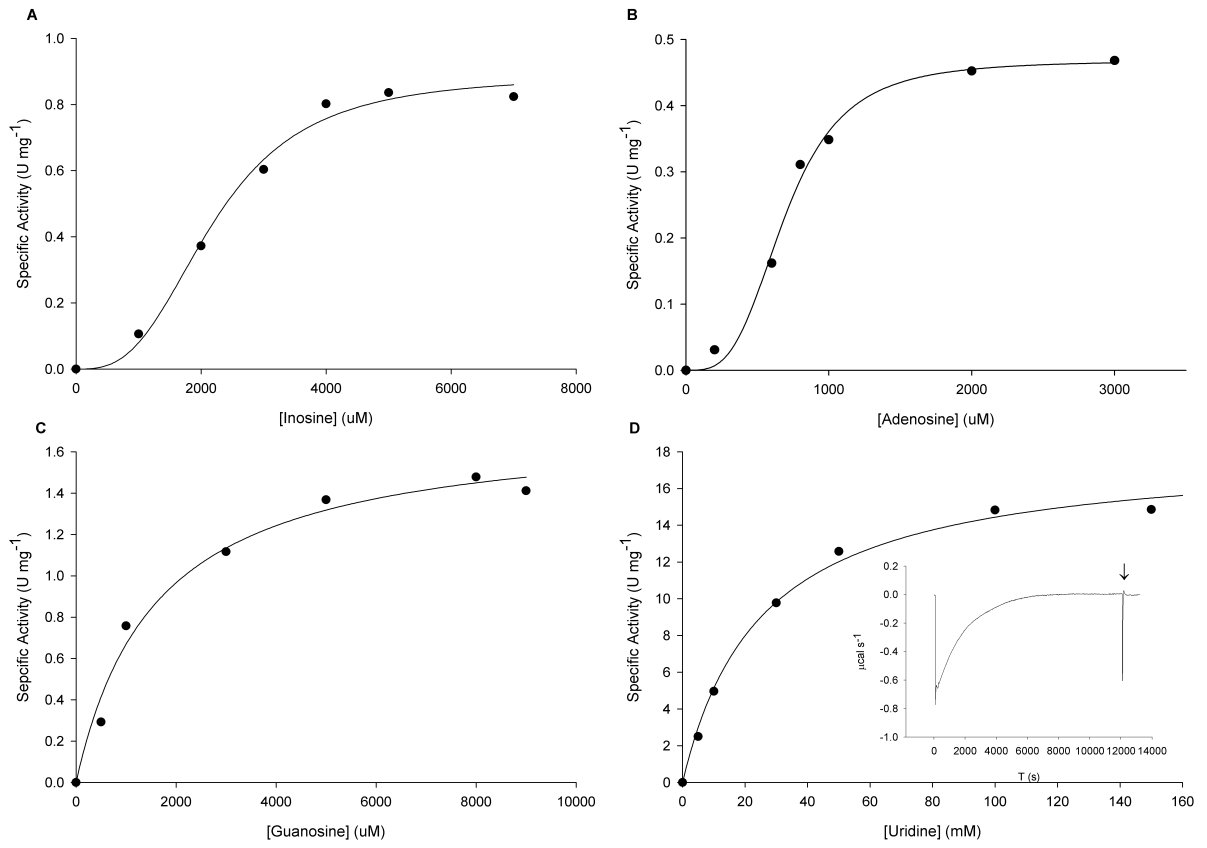 A
1.0
0.8
0.6
0.4
0.2
0.0
Specific Activity (U mg-1)
0 2000 4000 6000 8000
[Inosine] (uM)
B
0.5
0.4
0.3
0.2
0.1
0.0
Specific Activity (U mg-1)
0 1000 2000 3000
[Adenosine] (uM)
C
1.6
1.4
1.2
1.0
0.8
0.6
0.4
0.2
0.0
Sepcific Activity (U mg-1)
0 2000 4000 6000 8000 10000
[Guanosine] (uM)
D
18
16
14
12
10
8
6
4
2
0
Specific Activity (U mg-1)
0 20 40 60 80 100 120 140 160
[Uridine] (mM)
0.2
0.0
-0.2
-0.4
-0.6
-0.8
-1.0
µcal s-1
0 2000 4000 6000 8000 10000 12000 14000
T (s)